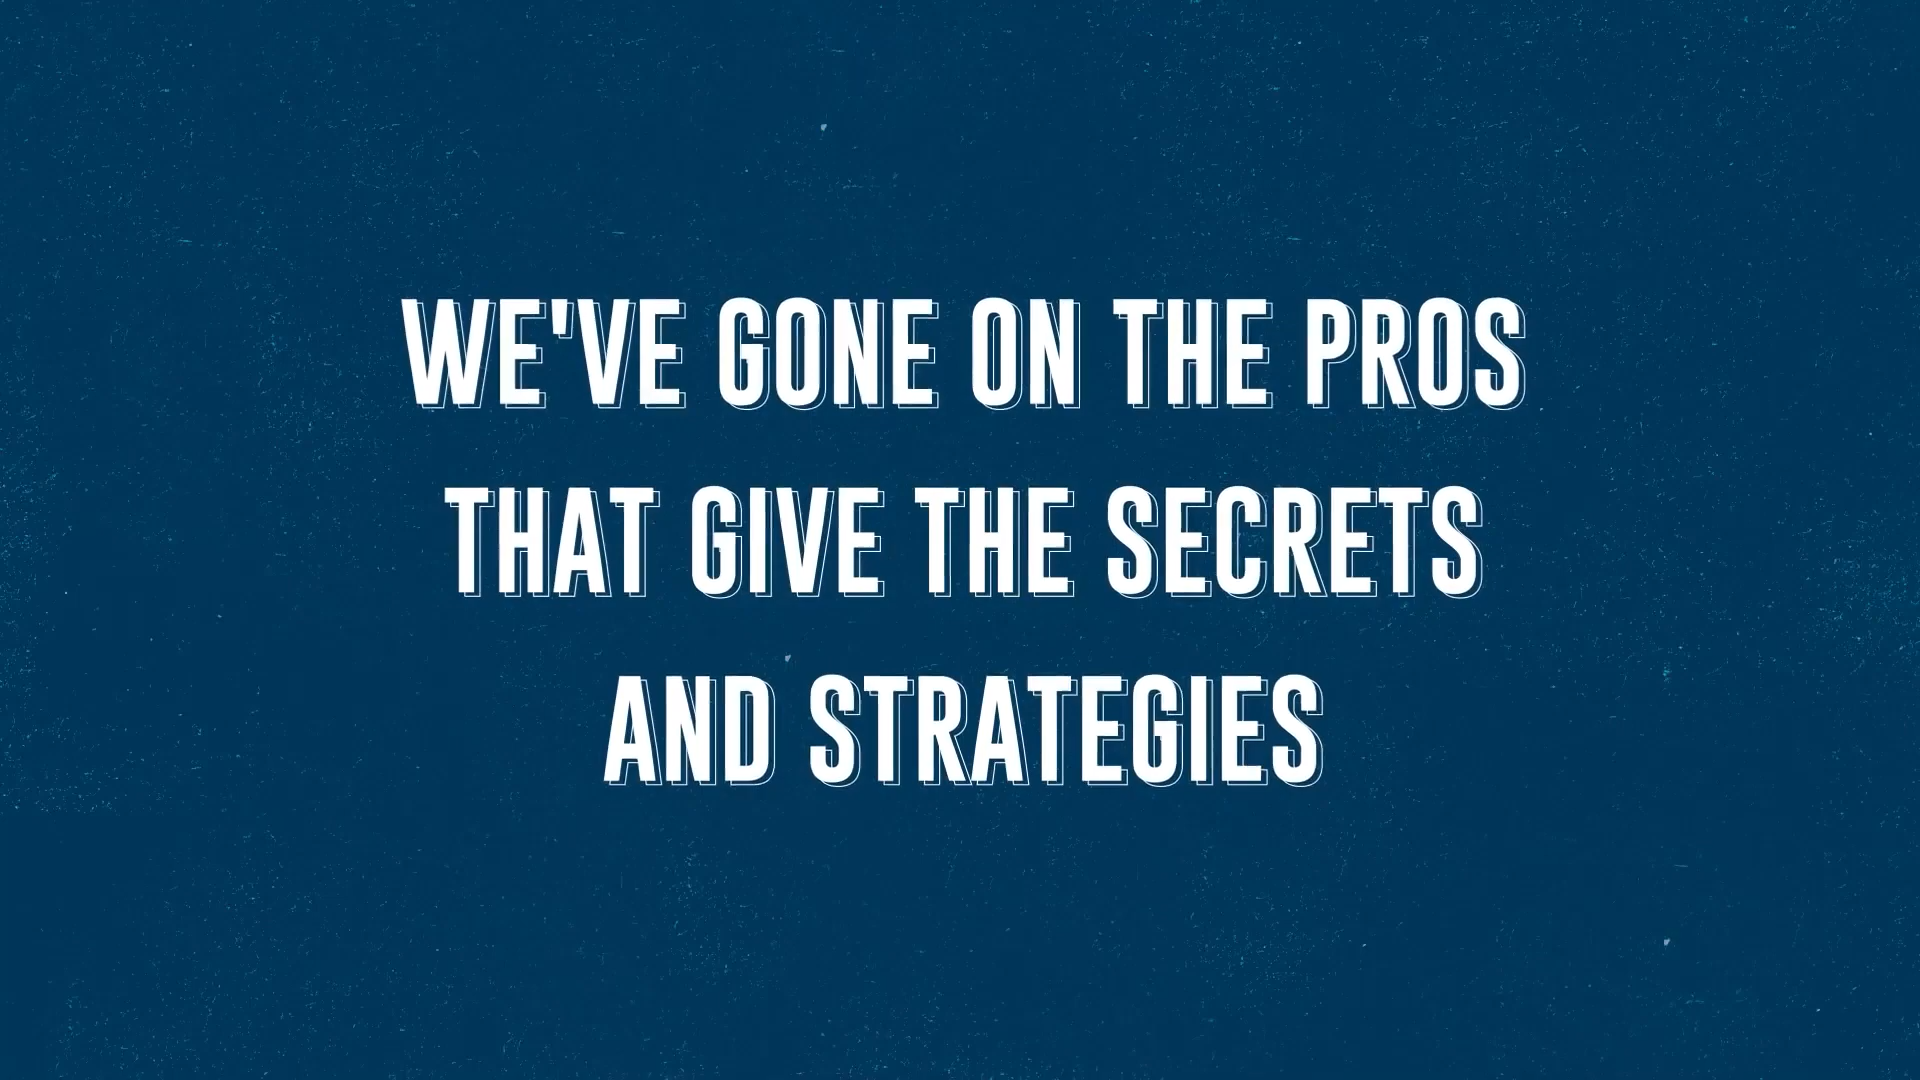 WE'VE GONE ON THE PROS
THAT GIVE THE SECRETS
AND STRATEGIES